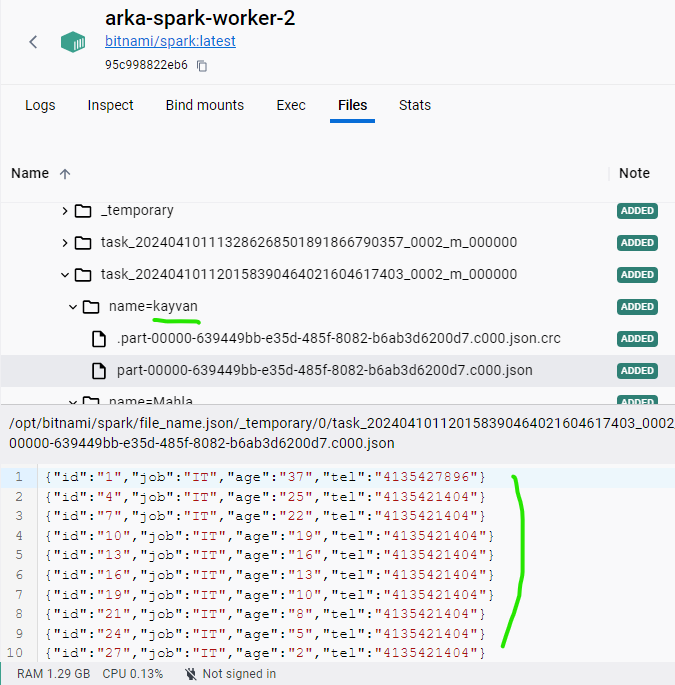 arka-spark-worker-2
bitnami/spark:latest
95c998822eb6
Logs Inspect Bind mounts Exec Files Stats
Name Note
_temporary ADDED
task_202404101113286268501891866790357_0002_m_000000 ADDED
task_202404101120158390464021604617403_0002_m_000000 ADDED
name=kayvan ADDED
.part-00000-639449bb-e35d-485f-8082-b6ab3d6200d7.c000.json.crc ADDED
part-00000-639449bb-e35d-485f-8082-b6ab3d6200d7.c000.json ADDED
name=Mahla ADDED
/opt/bitnami/spark/file_name.json/_temporary/0/task_202404101120158390464021604617403_0002
00000-639449bb-e35d-485f-8082-b6ab3d6200d7.c000.json
1 {"id":"1","job":"IT","age":"37","tel":"4135427896"}
2 {"id":"4","job":"IT","age":"25","tel":"4135421404"}
3 {"id":"7","job":"IT","age":"22","tel":"4135421404"}
4 {"id":"10","job":"IT","age":"19","tel":"4135421404"}
5 {"id":"13","job":"IT","age":"16","tel":"4135421404"}
6 {"id":"16","job":"IT","age":"13","tel":"4135421404"}
7 {"id":"19","job":"IT","age":"10","tel":"4135421404"}
8 {"id":"21","job":"IT","age":"8","tel":"4135421404"}
9 {"id":"24","job":"IT","age":"5","tel":"4135421404"}
10 {"id":"27","job":"IT","age":"2","tel":"4135421404"}
RAM 1.29 GB CPU 0.13% Not signed in